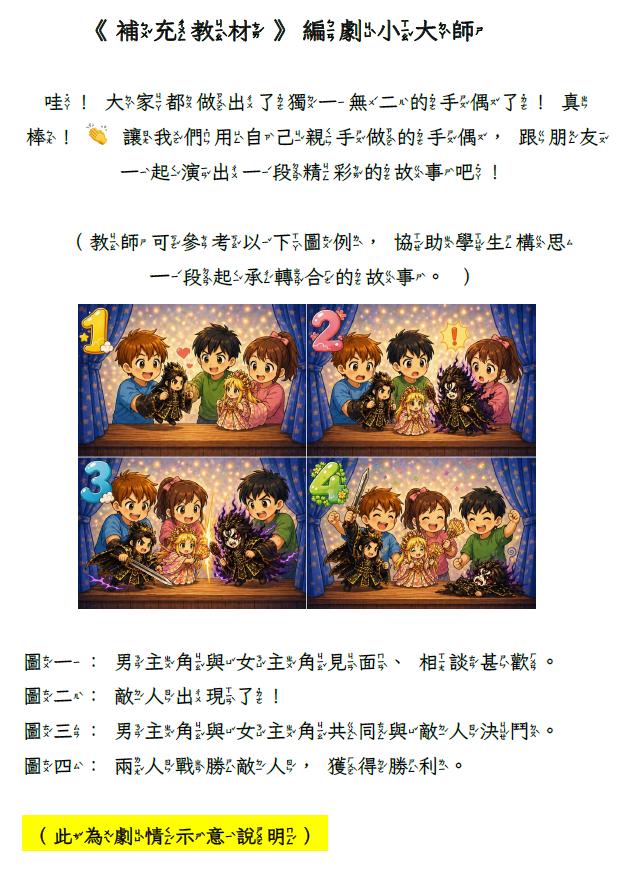 《補充教材》編劇小大師
哇！大家都做出了獨一無二的手偶了！真
棒！👏 讓我們用自己親手做的手偶，跟朋友
一起演出一段精彩的故事吧！
（教師可參考以下圖例，協助學生構思
一段起承轉合的故事。）
1
2
3
4
圖一：男主角與女主角見面、相談甚歡。
圖二：敵人出現了！
圖三：男主角與女主角共同與敵人決鬥。
圖四：兩人戰勝敵人，獲得勝利。
（此為劇情示意說明）